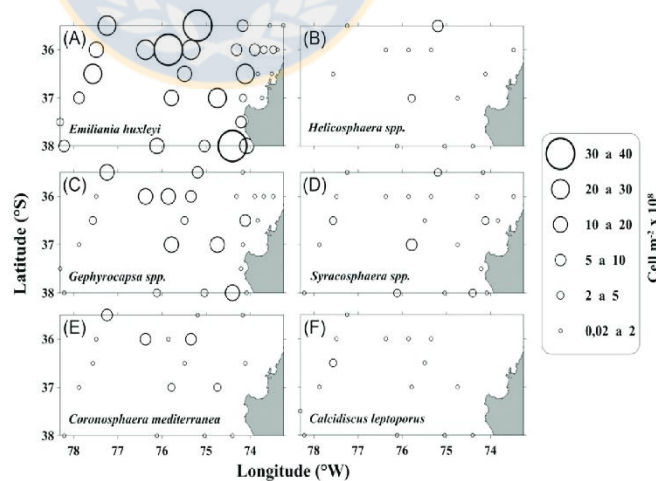 (A)
Emiliania huxleyi
(B)
Helicosphaera spp.
(C)
Gephyrocapsa spp.
(D)
Syracosphaera spp.
(E)
Coronosphaera mediterranea
(F)
Calcidiscus leptoporus
36
37
38
36
37
38
36
37
38
78 77 76 75 74
78 77 76 75 74
Latitude (°S)
Longitude (°W)
30 a 40
20 a 30
10 a 20
5 a 10
2 a 5
0,02 a 2
Cell m⁻² x 10⁸